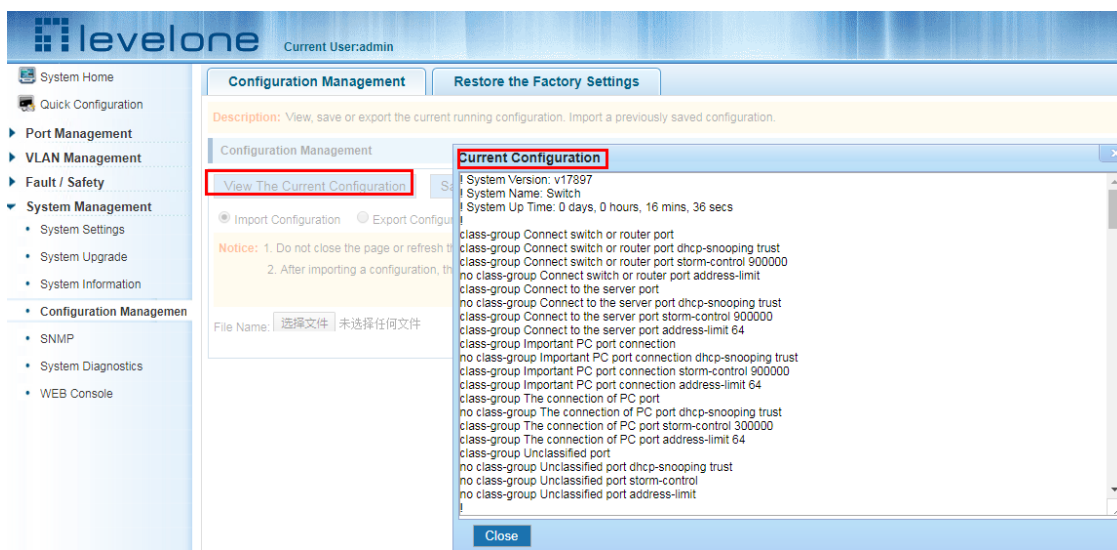 levelone
Current User:admin
System Home
Quick Configuration
Port Management
VLAN Management
Fault / Safety
System Management
System Settings
System Upgrade
System Information
Configuration Managemen
SNMP
System Diagnostics
WEB Console
Configuration Management
Restore the Factory Settings
Description: View, save or export the current running configuration. Import a previously saved configuration.
Configuration Management
View The Current Configuration
Import Configuration Export Configur
Notice: 1. Do not close the page or refresh
2. After importing a configuration,
File Name: 选择文件 未选择任何文件
Current Configuration
! System Version: v17897
! System Name: Switch
! System Up Time: 0 days, 0 hours, 16 mins, 36 secs
!
class-group Connect switch or router port
class-group Connect switch or router port dhcp-snooping trust
class-group Connect switch or router port storm-control 900000
no class-group Connect switch or router port address-limit
class-group Connect to the server port
no class-group Connect to the server port dhcp-snooping trust
class-group Connect to the server port storm-control 900000
class-group Connect to the server port address-limit 64
class-group Important PC port connection
no class-group Important PC port connection dhcp-snooping trust
class-group Important PC port connection storm-control 900000
class-group Important PC port connection address-limit 64
class-group The connection of PC port
no class-group The connection of PC port dhcp-snooping trust
class-group The connection of PC port storm-control 300000
class-group The connection of PC port address-limit 64
class-group Unclassified port
no class-group Unclassified port dhcp-snooping trust
no class-group Unclassified port storm-control
no class-group Unclassified port address-limit
!
Close